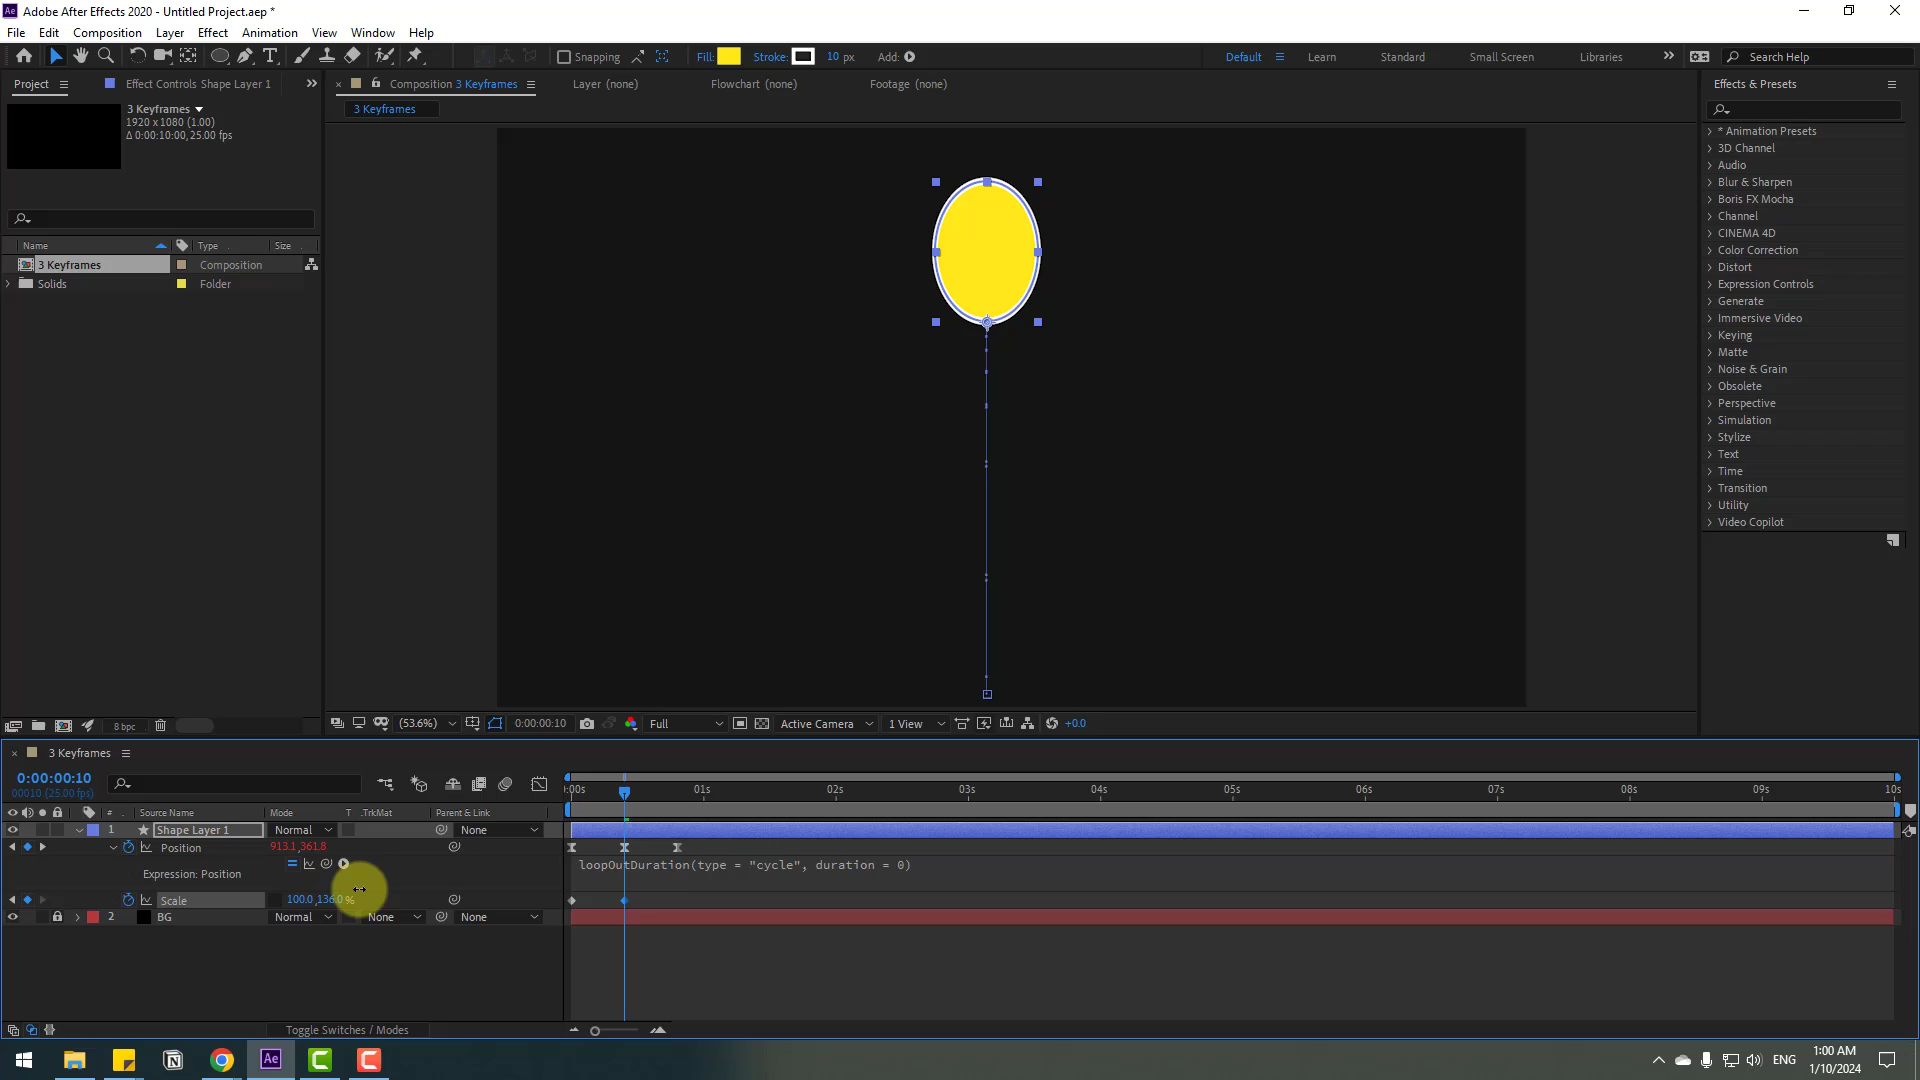 Adobe After Effects 2020 - Untitled Project.aep *
File Edit Composition Layer Effect Animation View Window Help
Snapping Fill: Stroke: 10 px Add: Default Learn Standard Small Screen Libraries Search Help
Project Effect Controls Shape Layer 1 Composition 3 Keyframes Layer (none) Flowchart (none) Footage (none) Effects & Presets
3 Keyframes
1920 x 1080 (1.00)
Δ 0:00:10:00, 25.00 fps
3 Keyframes
Name Type Size
3 Keyframes Composition
Solids Folder
* Animation Presets
3D Channel
Audio
Blur & Sharpen
Boris FX Mocha
Channel
CINEMA 4D
Color Correction
Distort
Expression Controls
Generate
Immersive Video
Keying
Matte
Noise & Grain
Obsolete
Perspective
Simulation
Stylize
Text
Time
Transition
Utility
Video Copilot
8 bpc (53.6%) 0:00:00:10 Full Active Camera 1 View +0.0
3 Keyframes
0:00:00:10
00010 (25.00 fps)
:00s 01s 02s 03s 04s 05s 06s 07s 08s 09s 10s
# Source Name Mode T .TrkMat Parent & Link
1 Shape Layer 1 Normal None
Position 913.1,361.8
loopOutDuration(type = "cycle", duration = 0)
Expression: Position
Scale 100.0,136.0%
2 BG Normal None None
Toggle Switches / Modes
Ae ENG 1:00 AM
1/10/2024